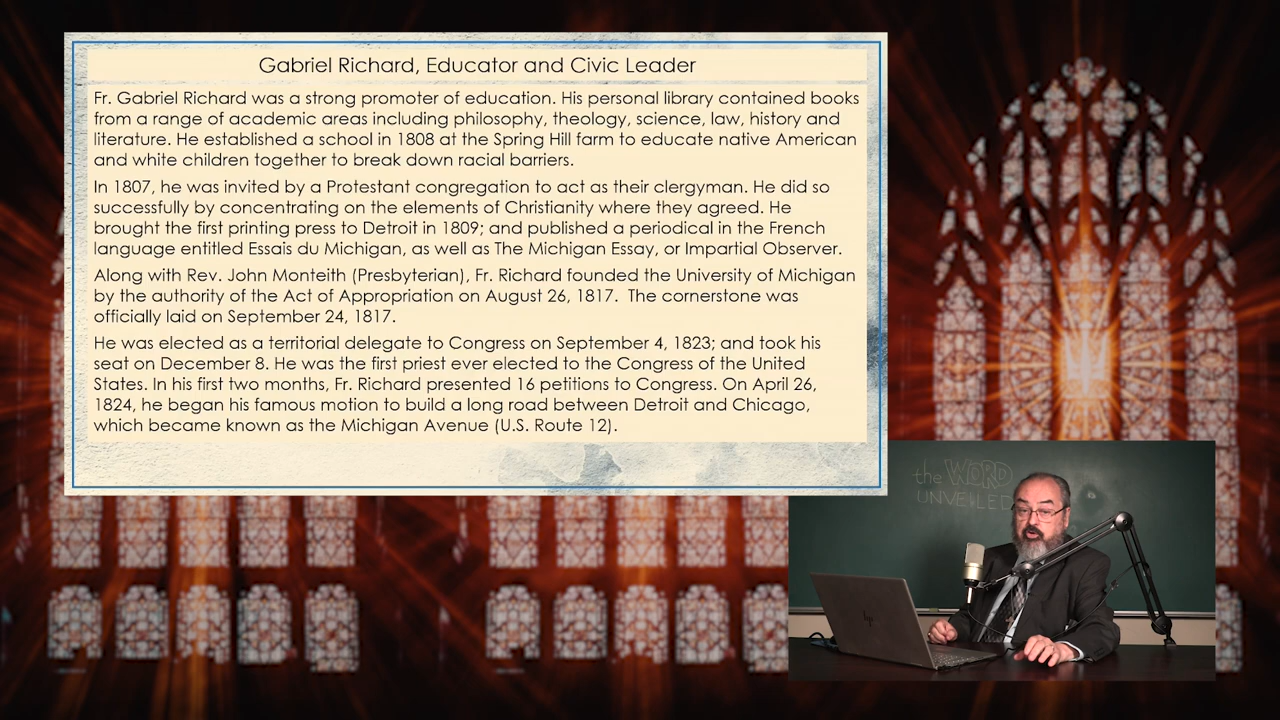 Gabriel Richard, Educator and Civic Leader
Fr. Gabriel Richard was a strong promoter of education. His personal library contained books
from a range of academic areas including philosophy, theology, science, law, history and
literature. He established a school in 1808 at the Spring Hill farm to educate native American
and white children together to break down racial barriers.
In 1807, he was invited by a Protestant congregation to act as their clergyman. He did so
successfully by concentrating on the elements of Christianity where they agreed. He
brought the first printing press to Detroit in 1809; and published a periodical in the French
language entitled Essais du Michigan, as well as The Michigan Essay, or Impartial Observer.
Along with Rev. John Monteith (Presbyterian), Fr. Richard founded the University of Michigan
by the authority of the Act of Appropriation on August 26, 1817.  The cornerstone was
officially laid on September 24, 1817.
He was elected as a territorial delegate to Congress on September 4, 1823; and took his
seat on December 8. He was the first priest ever elected to the Congress of the United
States. In his first two months, Fr. Richard presented 16 petitions to Congress. On April 26,
1824, he began his famous motion to build a long road between Detroit and Chicago,
which became known as the Michigan Avenue (U.S. Route 12).
the WORD
UNVEILED
hp